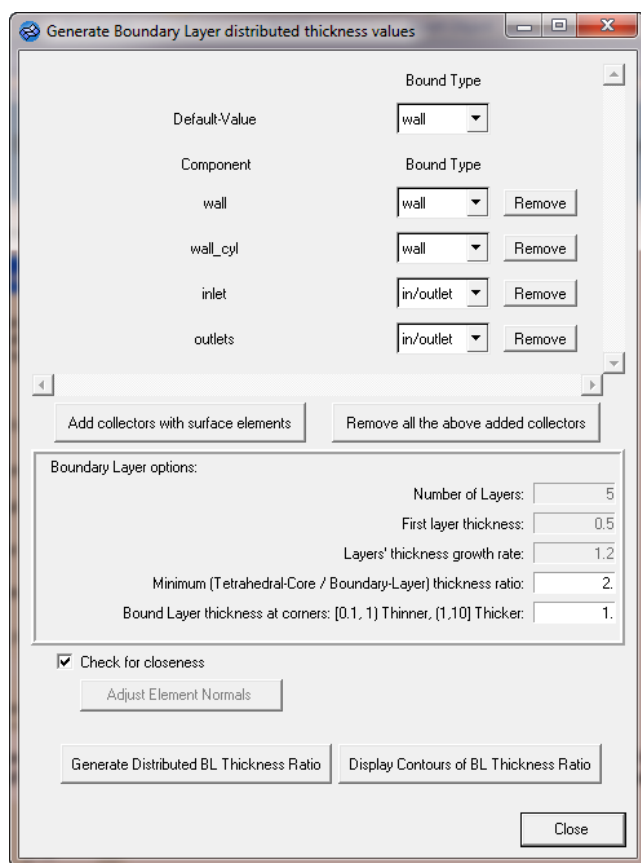 Generate Boundary Layer distributed thickness values
Bound Type
Default-Value wall
Component Bound Type
wall wall Remove
wall_cyl wall Remove
inlet in/outlet Remove
outlets in/outlet Remove
Add collectors with surface elements Remove all the above added collectors
Boundary Layer options:
Number of Layers: 5
First layer thickness: 0.5
Layers' thickness growth rate: 1.2
Minimum (Tetrahedral-Core / Boundary-Layer) thickness ratio: 2.
Bound Layer thickness at corners: [0.1, 1) Thinner, (1,10] Thicker: 1.
Check for closeness
Adjust Element Normals
Generate Distributed BL Thickness Ratio Display Contours of BL Thickness Ratio
Close